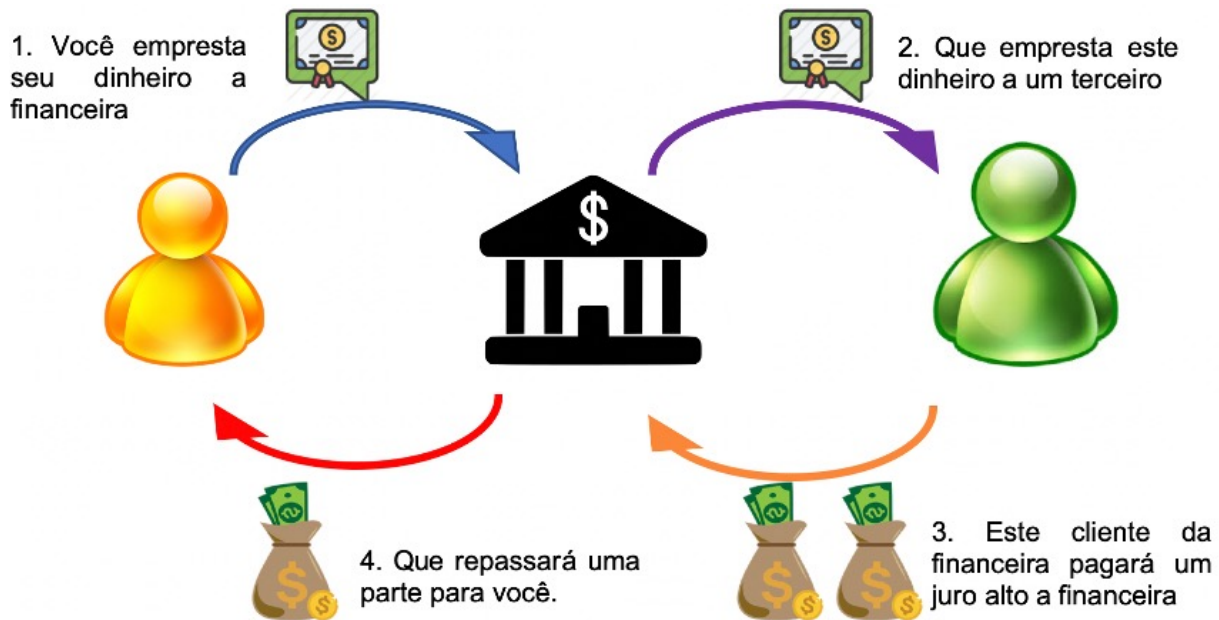 1. Você empresta
seu dinheiro a
financeira
2. Que empresta este
dinheiro a um terceiro
$
$
$
4. Que repassará uma
parte para você.
3. Este cliente da
financeira pagará um
juro alto a financeira
$
$
$
$
$
$